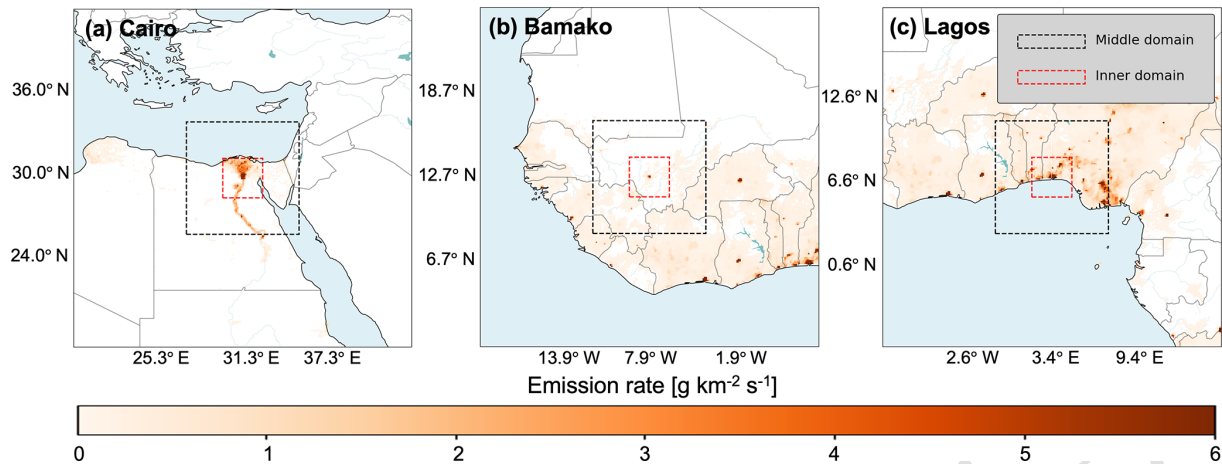 (a) Cairo
36.0° N
30.0° N
24.0° N
25.3° E 31.3° E 37.3° E
(b) Bamako
18.7° N
12.7° N
6.7° N
13.9° W 7.9° W 1.9° W
(c) Lagos
Middle domain
Inner domain
12.6° N
6.6° N
0.6° N
2.6° W 3.4° E 9.4° E
Emission rate [g km⁻² s⁻¹]
0 1 2 3 4 5 6